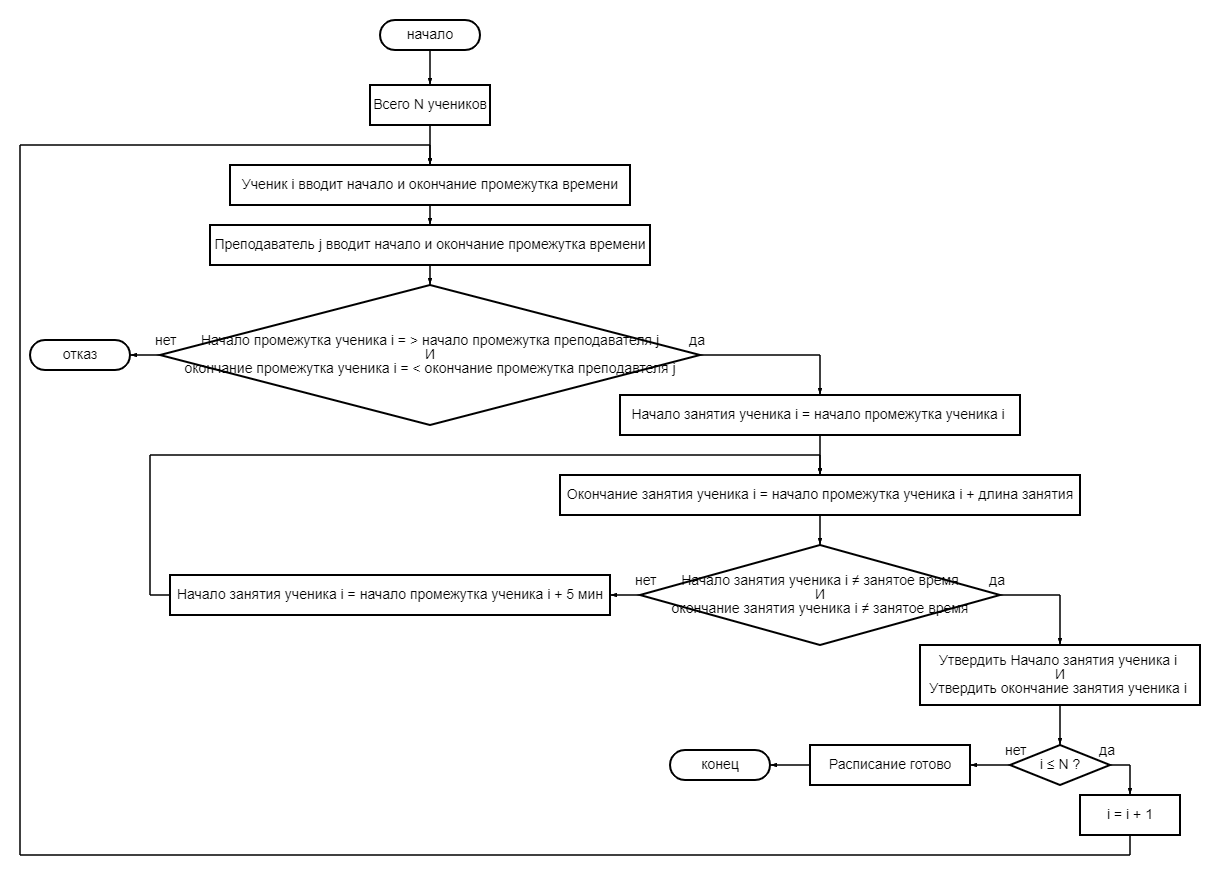 начало
Всего N учеников
Ученик i вводит начало и окончание промежутка времени
Преподаватель j вводит начало и окончание промежутка времени
нет
Начало промежутка ученика i = > начало промежутка преподавателя j
да
отказ
И
окончание промежутка ученика i = < окончание промежутка преподавтеля j
Начало занятия ученика i = начало промежутка ученика i
Окончание занятия ученика i = начало промежутка ученика i + длина занятия
нет
Начало занятия ученика i ≠ занятое время
да
Начало занятия ученика i = начало промежутка ученика i + 5 мин
И
окончание занятия ученика i ≠ занятое время
Утвердить Начало занятия ученика i
И
Утвердить окончание занятия ученика i
нет
да
конец
Расписание готово
i ≤ N ?
i = i + 1